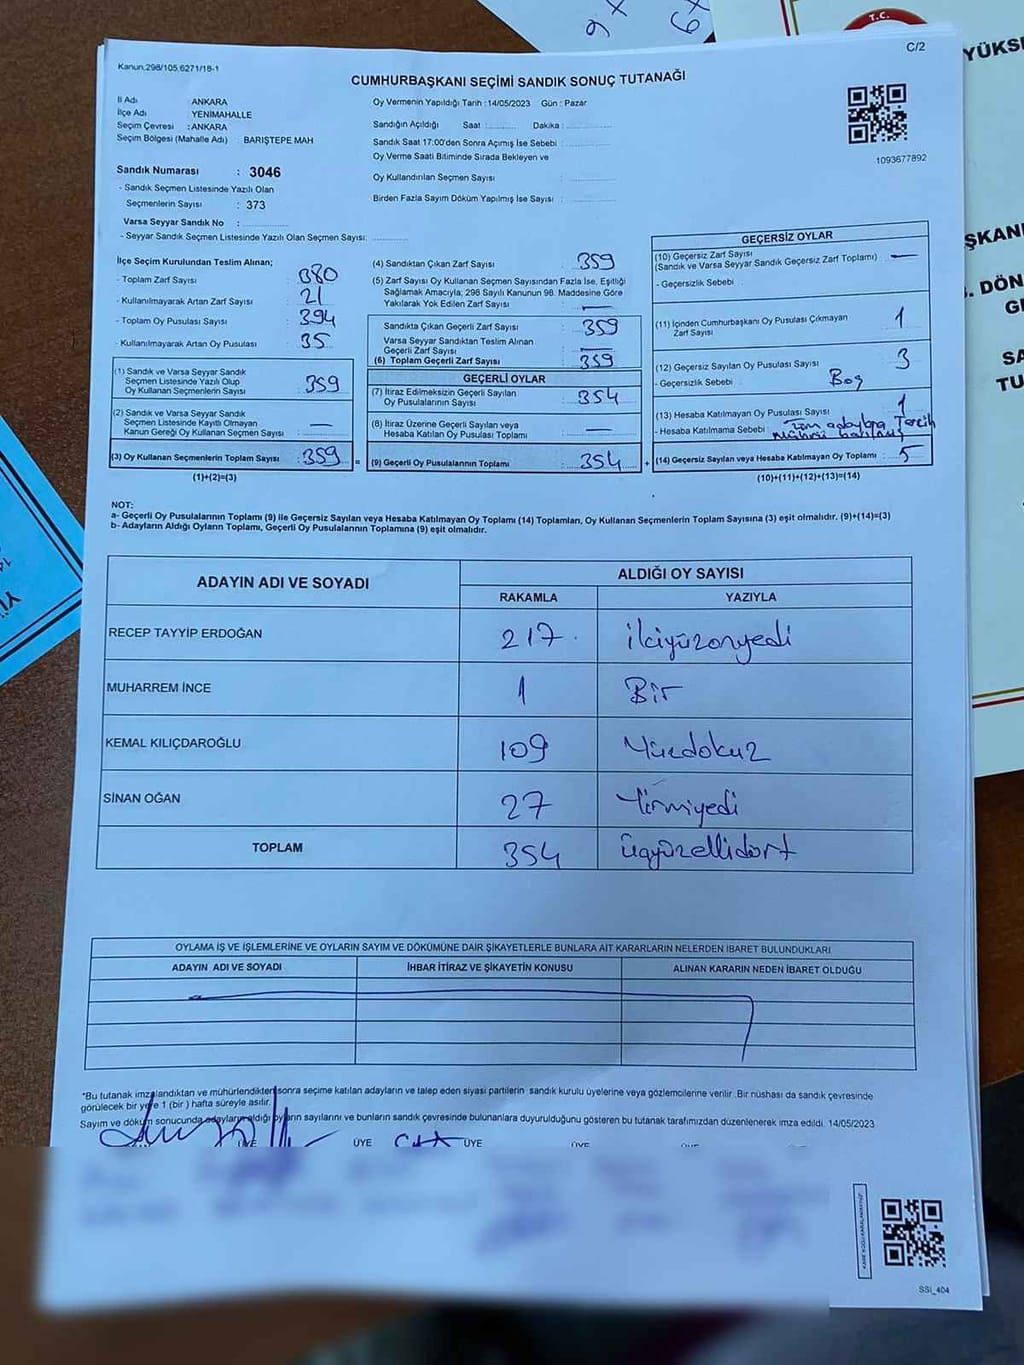 9 x
6 x
T.C.
YÜKSE
C/2
Kanun,298/105,6271/18-1
CUMHURBAŞKANI SEÇİMİ SANDIK SONUÇ TUTANAĞI
İl Adı : ANKARA
İlçe Adı : YENİMAHALLE
Seçim Çevresi : ANKARA
Seçim Bölgesi (Mahalle Adı) BARIŞTEPE MAH
Oy Vermenin Yapıldığı Tarih :14/05/2023 Gün : Pazar
Sandığın Açıldığı Saat : Dakika :
Sandık Saat 17:00'den Sonra Açımış İse Sebebi :
Oy Verme Saati Bitiminde Sırada Bekleyen ve
Oy Kullandırılan Seçmen Sayısı :
Birden Fazla Sayım Döküm Yapılmış İse Sayısı :
1093677892
Sandık Numarası : 3046
- Sandık Seçmen Listesinde Yazılı Olan
Seçmenlerin Sayısı : 373
Varsa Seyyar Sandık No :
- Seyyar Sandık Seçmen Listesinde Yazılı Olan Seçmen Sayısı:
İlçe Seçim Kurulundan Teslim Alınan;
- Toplam Zarf Sayısı : 380
- Kullanılmayarak Artan Zarf Sayısı : 21
- Toplam Oy Pusulası Sayısı : 394
- Kullanılmayarak Artan Oy Pusulası : 35
(1) Sandık ve Varsa Seyyar Sandık
Seçmen Listesinde Yazılı Olup
Oy Kullanan Seçmenlerin Sayısı : 359
(2) Sandık ve Varsa Seyyar Sandık
Seçmen Listesinde Kayıtlı Olmayan
Kanun Gereği Oy Kullanan Seçmen Sayısı : —
(3) Oy Kullanan Seçmenlerin Toplam Sayısı : 359 =
(1)+(2)=(3)
(4) Sandıktan Çıkan Zarf Sayısı : 359
(5) Zarf Sayısı Oy Kullanan Seçmen Sayısından Fazla İse, Eşitliği
Sağlamak Amacıyla, 298 Sayılı Kanunun 98. Maddesine Göre
Yakılarak Yok Edilen Zarf Sayısı : —
Sandıkta Çıkan Geçerli Zarf Sayısı : 359
Varsa Seyyar Sandıktan Teslim Alınan
Geçerli Zarf Sayısı : —
(6) Toplam Geçerli Zarf Sayısı : 359
GEÇERLİ OYLAR
(7) İtiraz Edilmeksizin Geçerli Sayılan
Oy Pusulalarının Sayısı : 354
(8) İtiraz Üzerine Geçerli Sayılan veya
Hesaba Katılan Oy Pusulası Toplamı : —
(9) Geçerli Oy Pusulalarının Toplamı : 354 +
GEÇERSİZ OYLAR
(10) Geçersiz Zarf Sayısı
(Sandık ve Varsa Seyyar Sandık Geçersiz Zarf Toplamı) : —
- Geçersizlik Sebebi :
(11) İçinden Cumhurbaşkanı Oy Pusulası Çıkmayan
Zarf Sayısı : 1
(12) Geçersiz Sayılan Oy Pusulası Sayısı : 3
- Geçersizlik Sebebi : Boş
(13) Hesaba Katılmayan Oy Pusulası Sayısı : 1
- Hesaba Katılmama Sebebi : Tüm adaylara Tercih
mührü basılmış
(14) Geçersiz Sayılan veya Hesaba Katılmayan Oy Toplamı : 5
(10)+(11)+(12)+(13)=(14)
NOT:
a- Geçerli Oy Pusulalarının Toplamı (9) ile Geçersiz Sayılan veya Hesaba Katılmayan Oy Toplamı (14) Toplamları, Oy Kullanan Seçmenlerin Toplam Sayısına (3) eşit olmalıdır. (9)+(14)=(3)
b- Adayların Aldığı Oyların Toplamı, Geçerli Oy Pusulalarının Toplamına (9) eşit olmalıdır.
ADAYIN ADI VE SOYADI ALDIĞI OY SAYISI
RAKAMLA YAZIYLA
RECEP TAYYİP ERDOĞAN 217. ikiyüzonyedi
MUHARREM İNCE 1 Bir
KEMAL KILIÇDAROĞLU 109 Yüzdokuz
SİNAN OĞAN 27 Yirmiyedi
TOPLAM 354 üçyüzellidört
OYLAMA İŞ VE İŞLEMLERİNE VE OYLARIN SAYIM VE DÖKÜMÜNE DAİR ŞİKAYETLERLE BUNLARA AİT KARARLARIN NELERDEN İBARET BULUNDUKLARI
ADAYIN ADI VE SOYADI İHBAR İTİRAZ VE ŞİKAYETİN KONUSU ALINAN KARARIN NEDEN İBARET OLDUĞU
*Bu tutanak imzalandıktan ve mühürlendikten sonra seçime katılan adayların ve talep eden siyasi partilerin sandık kurulu üyelerine veya gözlemcilerine verilir .Bir nüshası da sandık çevresinde
görülecek bir yere 1 (bir ) hafta süreyle asılır.
Sayım ve döküm sonucunda adayların aldığı oyların sayılarını ve bunların sandık çevresinde bulunanlara duyurulduğunu gösteren bu tutanak tarafımızdan düzenlenerek imza edildi. 14/05/2023
ÜYE ÜYE ÜYE ÜYE
SSİ_404
ŞKANI
. DÖN
GE
SA
TU